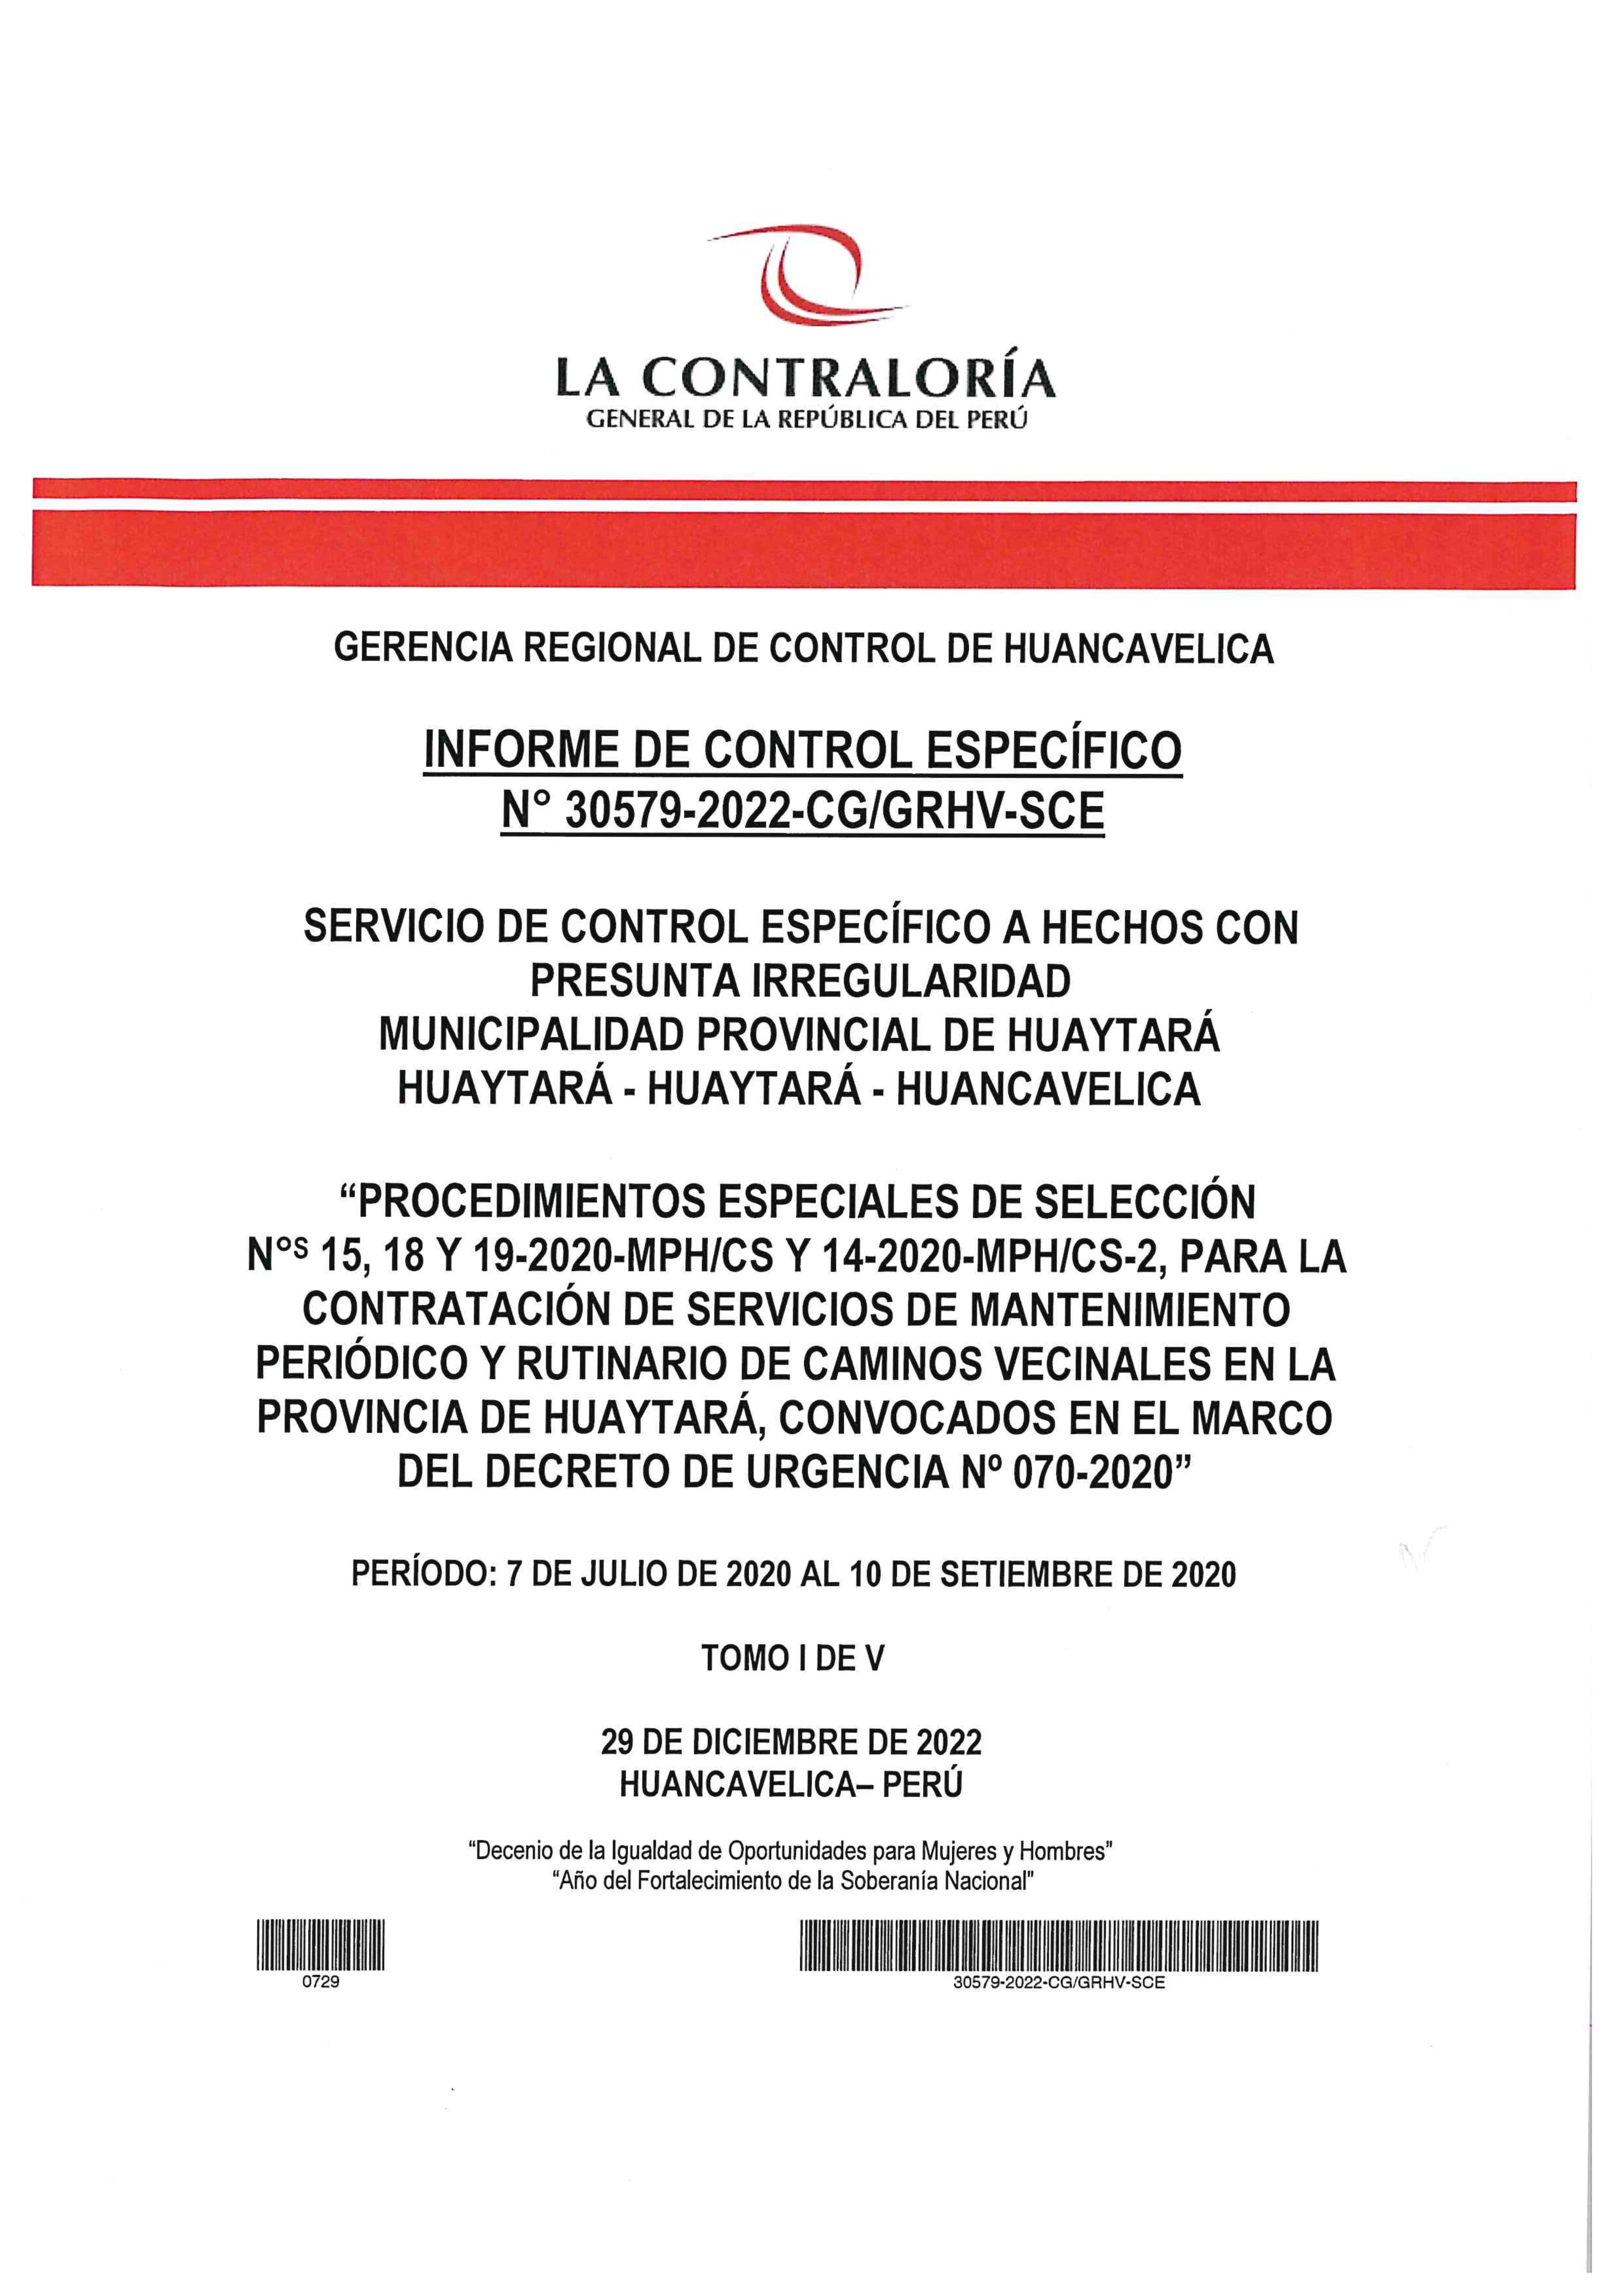 LA CONTRALORÍA
GENERAL DE LA REPÚBLICA DEL PERÚ
GERENCIA REGIONAL DE CONTROL DE HUANCAVELICA
INFORME DE CONTROL ESPECÍFICO
N° 30579-2022-CG/GRHV-SCE
SERVICIO DE CONTROL ESPECÍFICO A HECHOS CON
PRESUNTA IRREGULARIDAD
MUNICIPALIDAD PROVINCIAL DE HUAYTARÁ
HUAYTARÁ - HUAYTARÁ - HUANCAVELICA
“PROCEDIMIENTOS ESPECIALES DE SELECCIÓN
N°S 15, 18 Y 19-2020-MPH/CS Y 14-2020-MPH/CS-2, PARA LA
CONTRATACIÓN DE SERVICIOS DE MANTENIMIENTO
PERIÓDICO Y RUTINARIO DE CAMINOS VECINALES EN LA
PROVINCIA DE HUAYTARÁ, CONVOCADOS EN EL MARCO
DEL DECRETO DE URGENCIA Nº 070-2020”
PERÍODO: 7 DE JULIO DE 2020 AL 10 DE SETIEMBRE DE 2020
TOMO I DE V
29 DE DICIEMBRE DE 2022
HUANCAVELICA– PERÚ
“Decenio de la Igualdad de Oportunidades para Mujeres y Hombres”
“Año del Fortalecimiento de la Soberanía Nacional”
0729
30579-2022-CG/GRHV-SCE